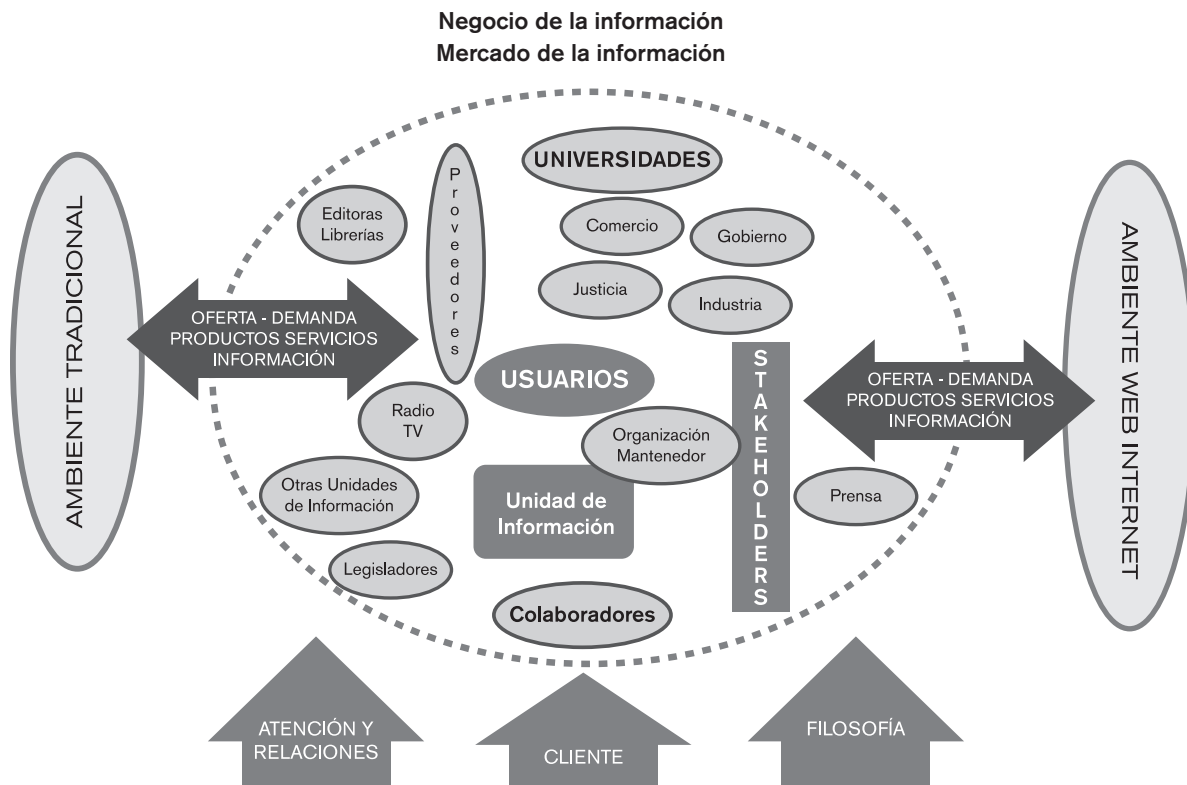 Negocio de la información
Mercado de la información
AMBIENTE TRADICIONAL
Editoras
Librerías
Proveedores
UNIVERSIDADES
Comercio
Gobierno
Justicia
Industria
OFERTA - DEMANDA
PRODUCTOS SERVICIOS
INFORMACIÓN
USUARIOS
STAKEHOLDERS
OFERTA - DEMANDA
PRODUCTOS SERVICIOS
INFORMACIÓN
AMBIENTE WEB INTERNET
Radio
TV
Organización
Mantenedor
Otras Unidades
de Información
Unidad de
Información
Prensa
Legisladores
Colaboradores
ATENCIÓN Y
RELACIONES
CLIENTE
FILOSOFÍA